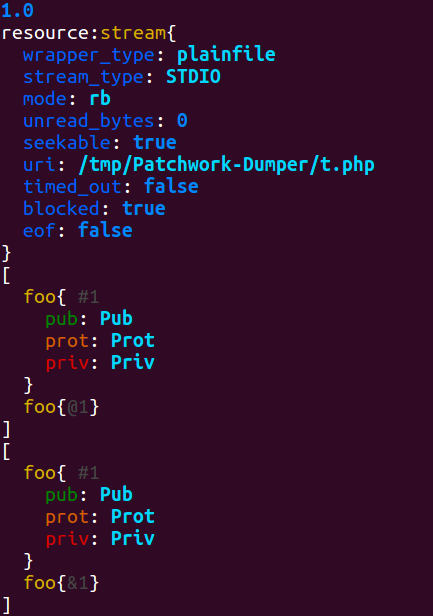 1.0
resource:stream{
  wrapper_type: plainfile
  stream_type: STDIO
  mode: rb
  unread_bytes: 0
  seekable: true
  uri: /tmp/Patchwork-Dumper/t.php
  timed_out: false
  blocked: true
  eof: false
}
[
  foo{ #1
    pub: Pub
    prot: Prot
    priv: Priv
  }
  foo{@1}
]
[
  foo{ #1
    pub: Pub
    prot: Prot
    priv: Priv
  }
  foo{&1}
]